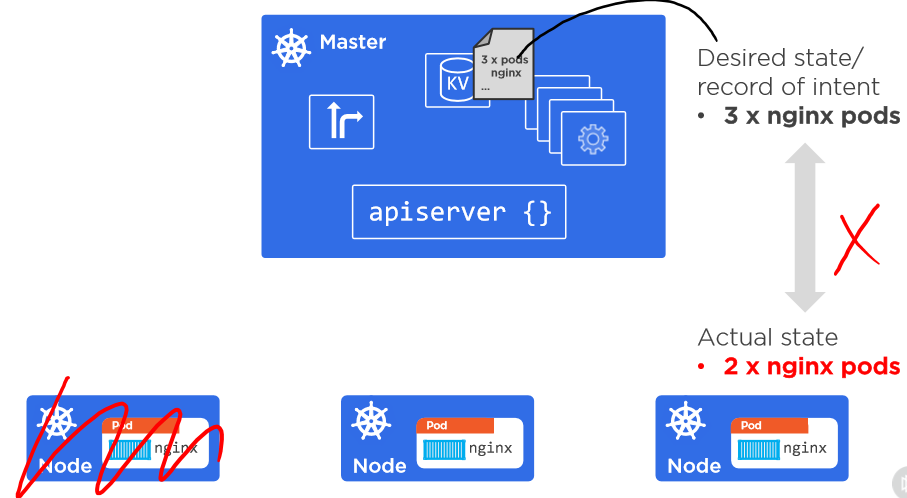 Master
3 x pods
nginx
...
KV
apiserver {}
Desired state/
record of intent
• 3 x nginx pods
Actual state
• 2 x nginx pods
Pod
nginx
Node
Pod
nginx
Node
Pod
nginx
Node